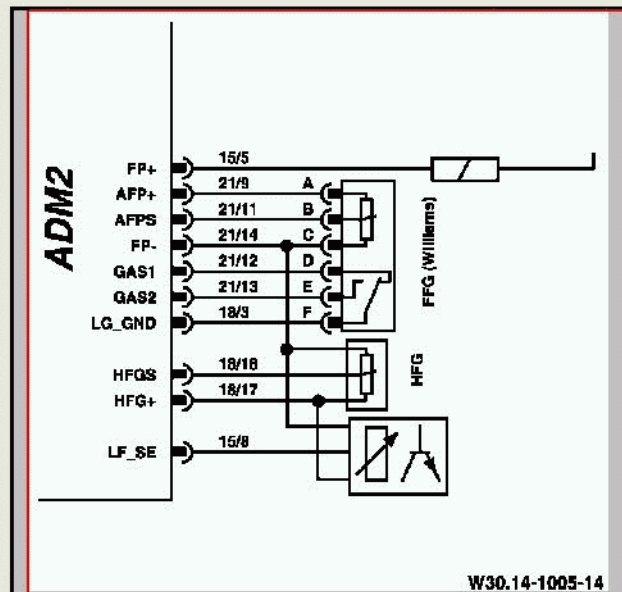 ADM2
FP+ 15/5
AFP+ 21/9 A
AFPS 21/11 B
FP- 21/14 C
GAS1 21/12 D
GAS2 21/13 E
LG_GND 18/3 F
FFG (Williams)
HFGS 18/18
HFG+ 18/17
HFG
LF_SE 15/8
W30.14-1005-14